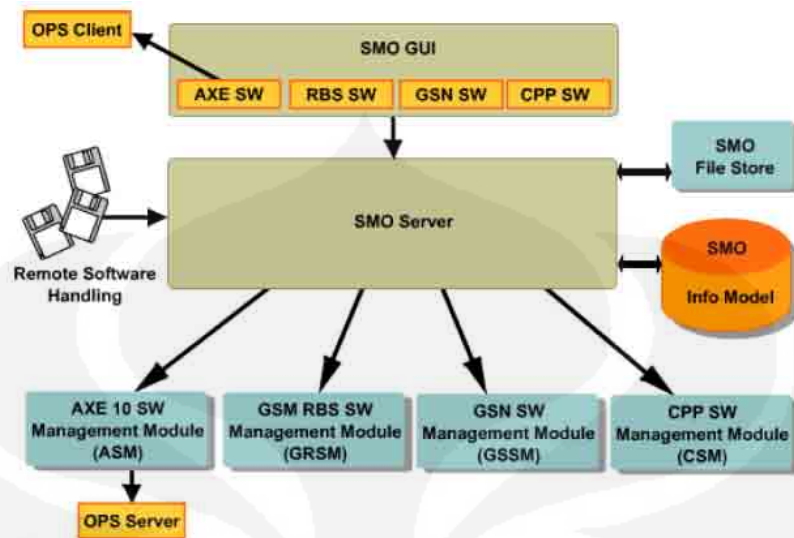 OPS Client
SMO GUI
AXE SW
RBS SW
GSN SW
CPP SW
SMO
File Store
SMO Server
Remote Software
Handling
SMO
Info Model
AXE 10 SW
Management Module
(ASM)
GSM RBS SW
Management Module
(GRSM)
GSN SW
Management Module
(GSSM)
CPP SW
Management Module
(CSM)
OPS Server